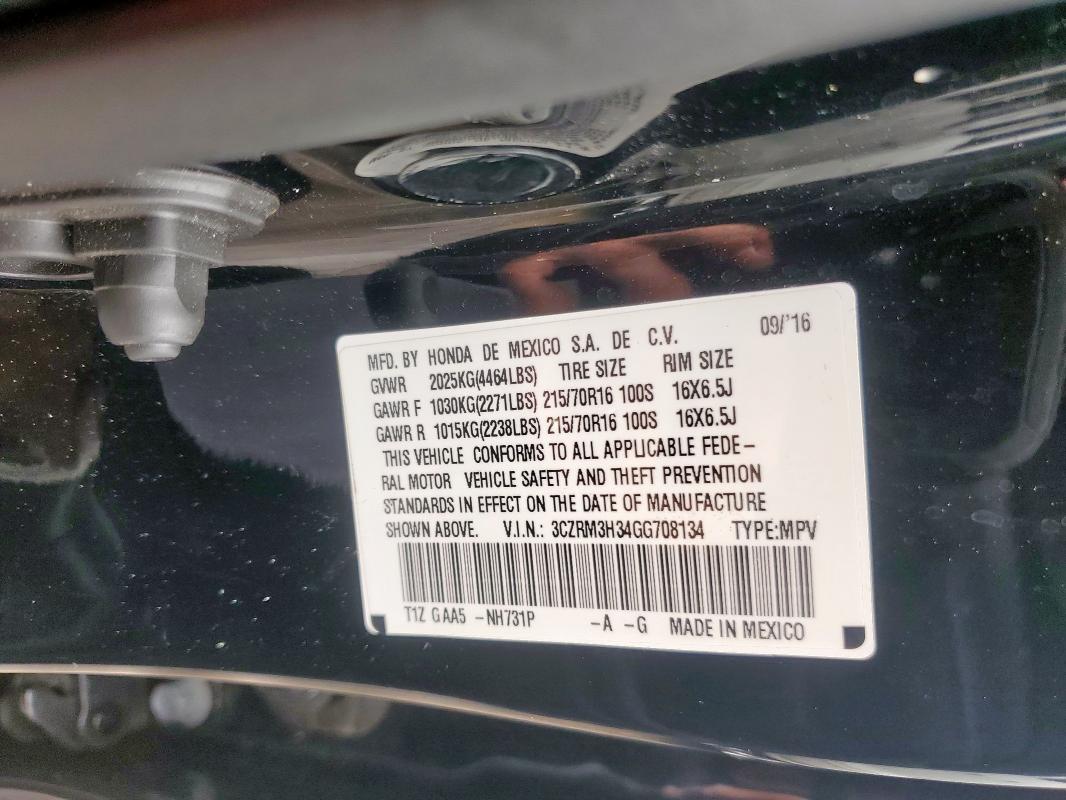 MFD. BY HONDA DE MEXICO S.A. DE C.V. 09/'16
GVWR 2025KG(4464LBS) TIRE SIZE RIM SIZE
GAWR F 1030KG(2271LBS) 215/70R16 100S 16X6.5J
GAWR R 1015KG(2238LBS) 215/70R16 100S 16X6.5J
THIS VEHICLE CONFORMS TO ALL APPLICABLE FEDE-
RAL MOTOR VEHICLE SAFETY AND THEFT PREVENTION
STANDARDS IN EFFECT ON THE DATE OF MANUFACTURE
SHOWN ABOVE. V.I.N.: 3CZRM3H34GG708134 TYPE:MPV
T1Z GAA5 -NH731P -A -G MADE IN MEXICO